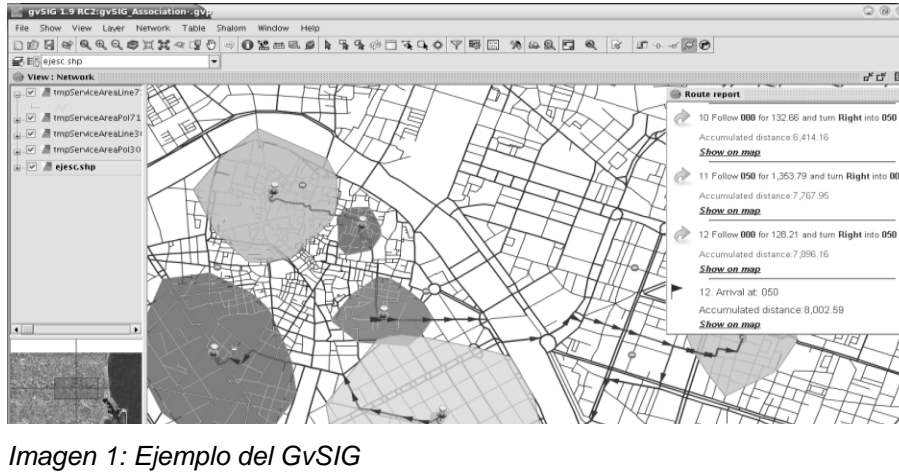 gvSIG 1.9 RC2:gvSIG_Association-.gvp
File Show View Layer Network Table Shalom Window Help
ejesc.shp
View : Network
tmpServiceAreaLine7
tmpServiceAreaPol71
tmpServiceAreaLine3
tmpServiceAreaPol30
ejesc.shp
Route report
10 Follow 000 for 132.66 and turn Right into 050
Accumulated distance:6,414.16
Show on map
11 Follow 050 for 1,353.79 and turn Right into 00
Accumulated distance:7,767.95
Show on map
12 Follow 000 for 128.21 and turn Right into 050
Accumulated distance:7,896.16
Show on map
12. Arrival at: 050
Accumulated distance:8,002.59
Show on map
Imagen 1: Ejemplo del GvSIG